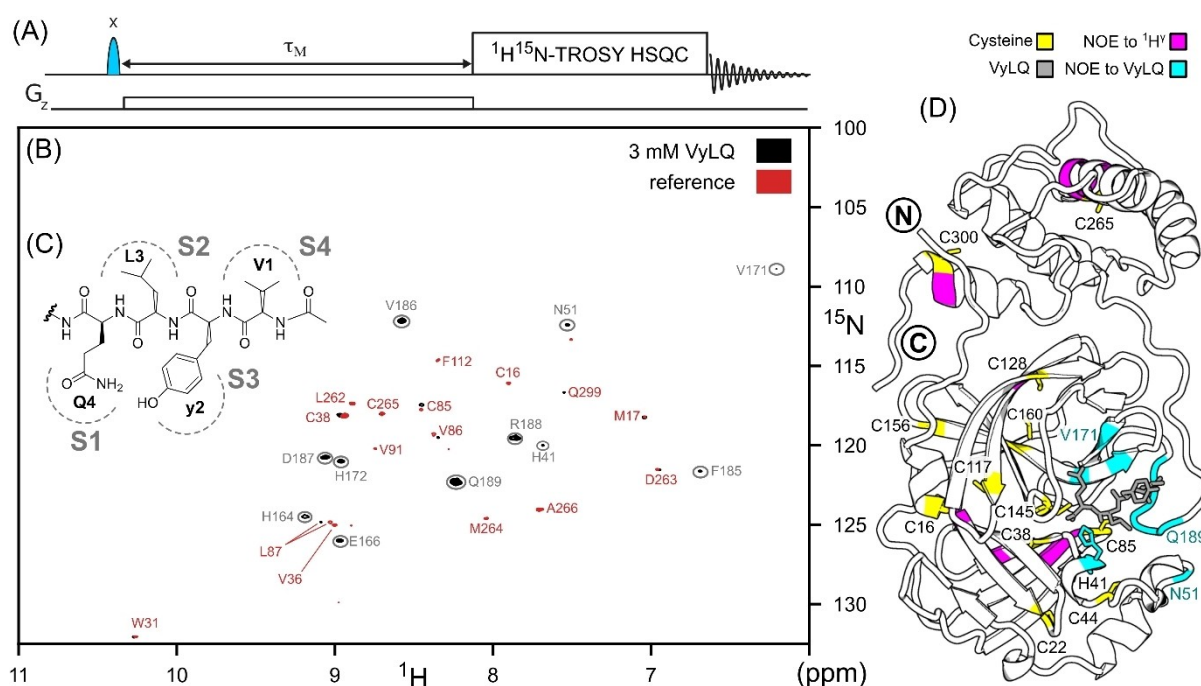 (A)
x
τM
¹H¹⁵N-TROSY HSQC
Gz
(B)
3 mM VyLQ
reference
(C)
S2
S4
L3
V1
O
O
O
N
H
H
N
N
H
H
N
O
O
NH₂
O
HO
S3
Q4
y2
S1
V171
V186
N51
F112
C16
Q299
L262
C265
C85
M17
C38
R188
V86
H41
V91
D187
H172
Q189
D263
F185
H164
M264
A266
L87
E166
V36
W31
100
105
110
¹⁵N
115
120
125
130
11
10
9
¹H
8
7
(ppm)
Cysteine
NOE to ¹Hᵞ
VyLQ
NOE to VyLQ
(D)
N
C265
C300
C
C128
C160
C156
V171
C117
C145
C16
C38
C85
Q189
H41
N51
C44
C22